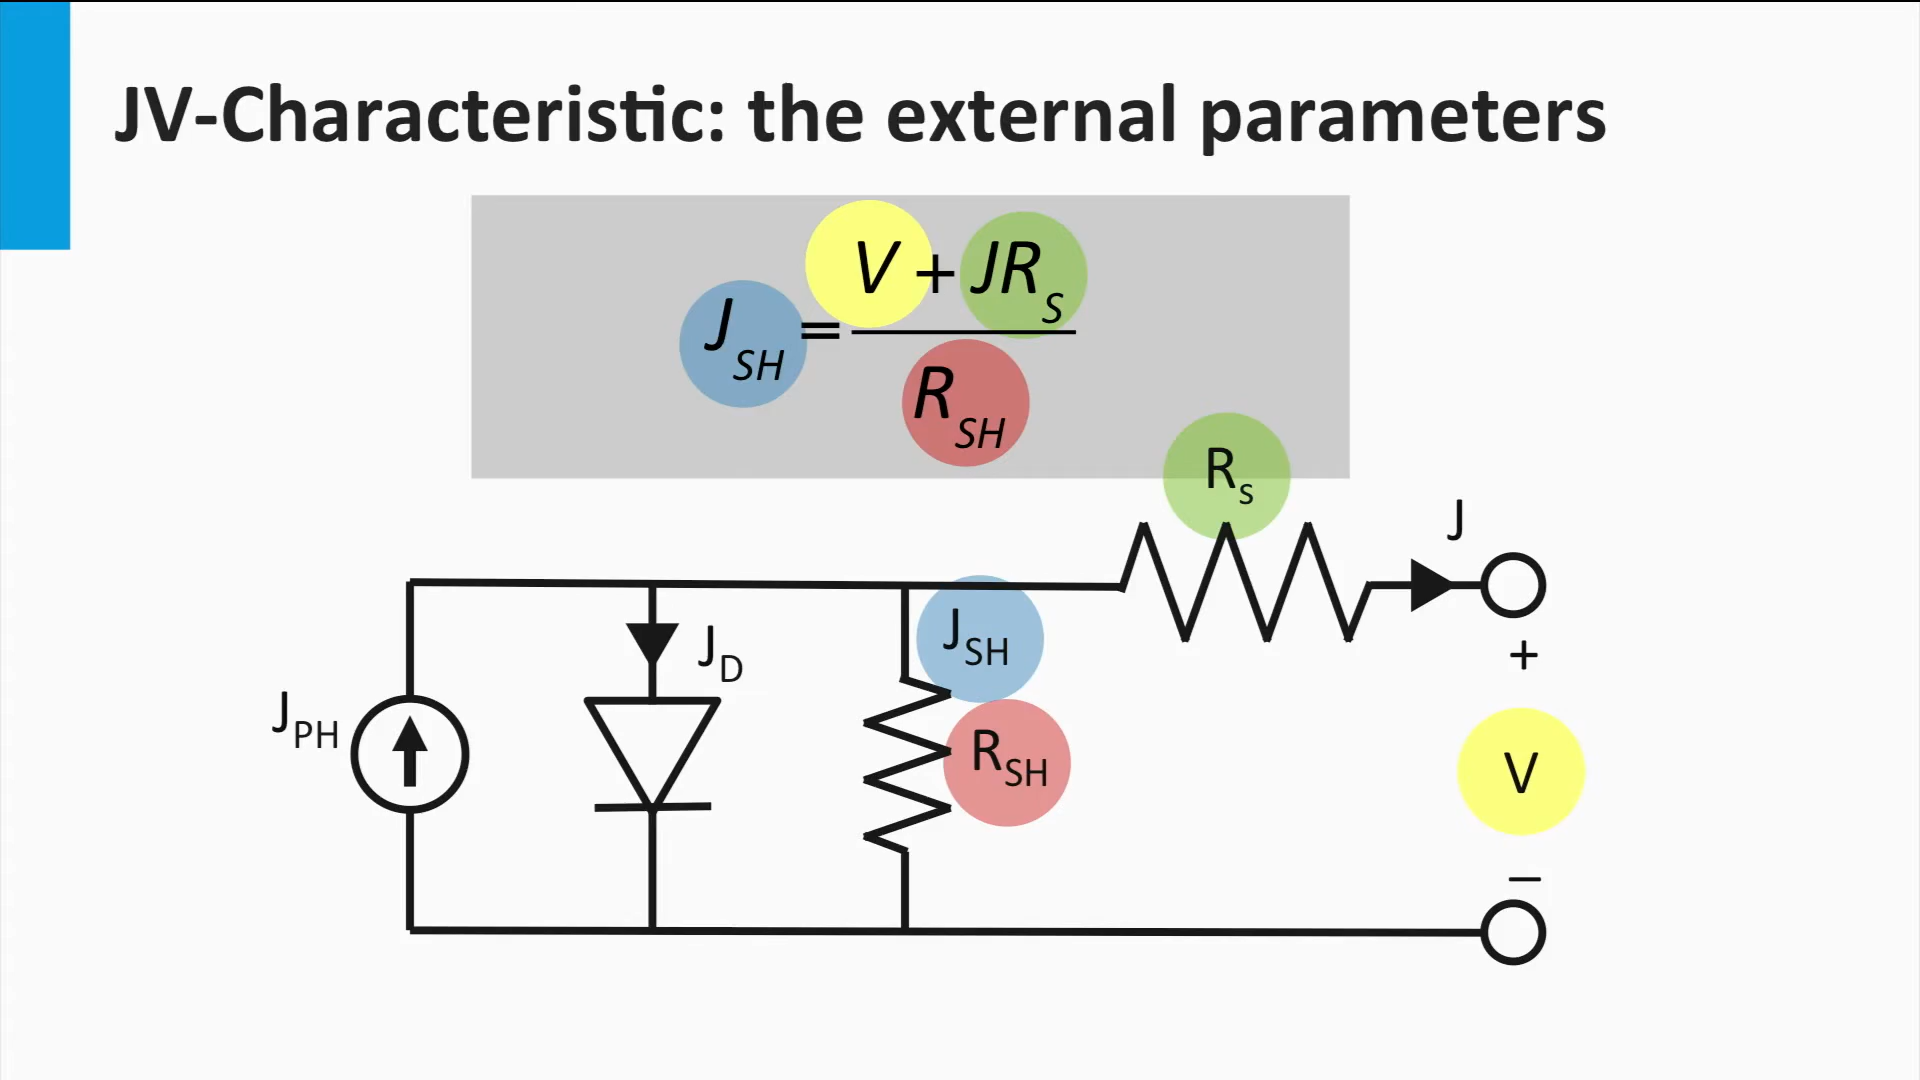 JV-Characteristic: the external parameters
J_SH = (V + JR_S) / R_SH
R_s
J
J_SH
J_D
+
J_PH
R_SH
V
−